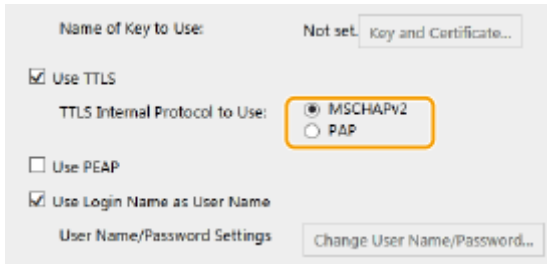 Name of Key to Use: Not set. Key and Certificate...
Use TTLS
TTLS Internal Protocol to Use: MSCHAPv2
PAP
Use PEAP
Use Login Name as User Name
User Name/Password Settings Change User Name/Password...